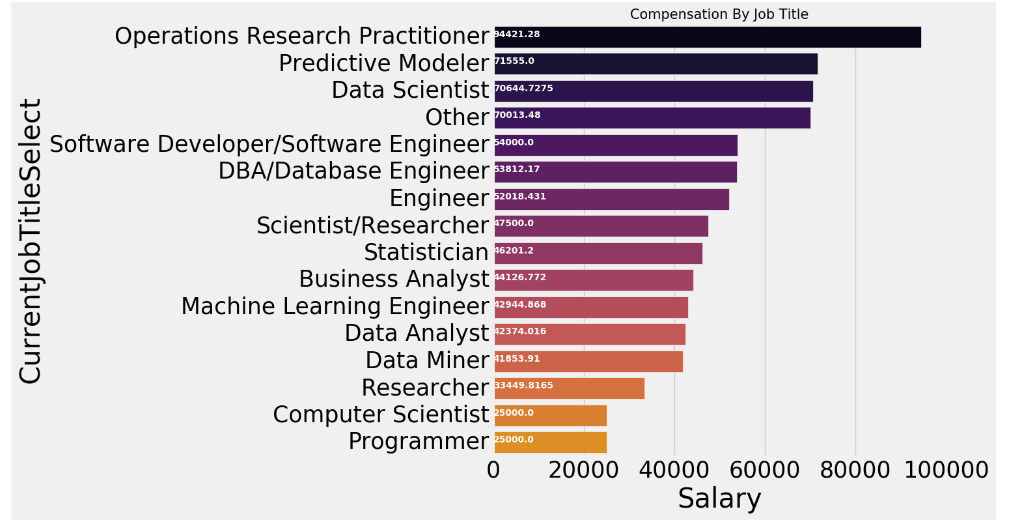 Compensation By Job Title
CurrentJobTitleSelect
Operations Research Practitioner 94421.28
Predictive Modeler 71555.0
Data Scientist 70644.7275
Other 70013.48
Software Developer/Software Engineer 54000.0
DBA/Database Engineer 53812.17
Engineer 52018.431
Scientist/Researcher 47500.0
Statistician 46201.2
Business Analyst 44126.772
Machine Learning Engineer 42944.868
Data Analyst 42374.016
Data Miner 41853.91
Researcher 33449.8165
Computer Scientist 25000.0
Programmer 25000.0
0 20000 40000 60000 80000 100000
Salary